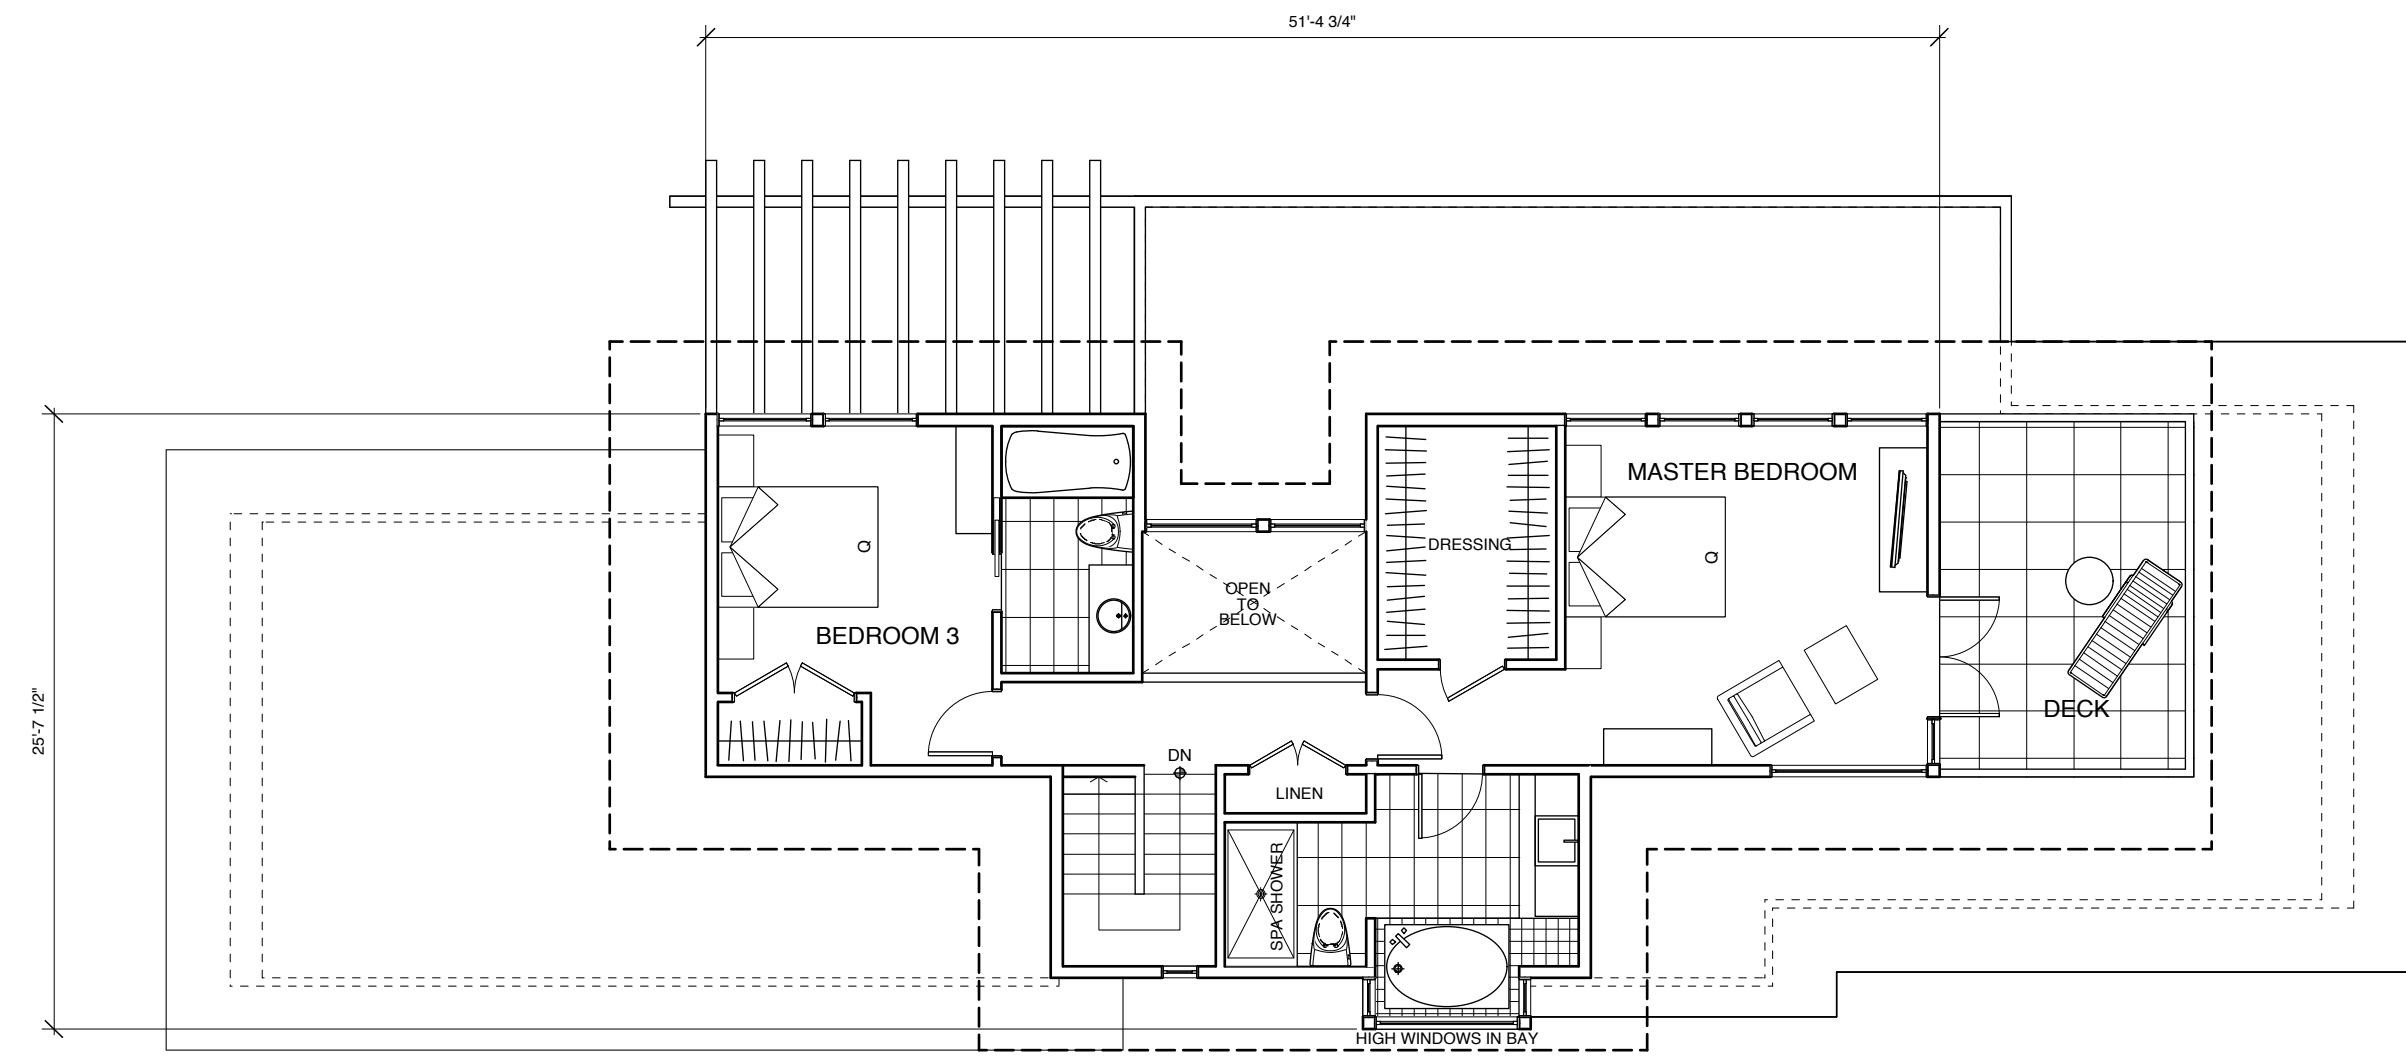 51'-4 3/4"
MASTER BEDROOM
DRESSING
Q
Q
OPEN
TO
BELOW
BEDROOM 3
DECK
25'-7 1/2"
DN
LINEN
SPA SHOWER
HIGH WINDOWS IN BAY